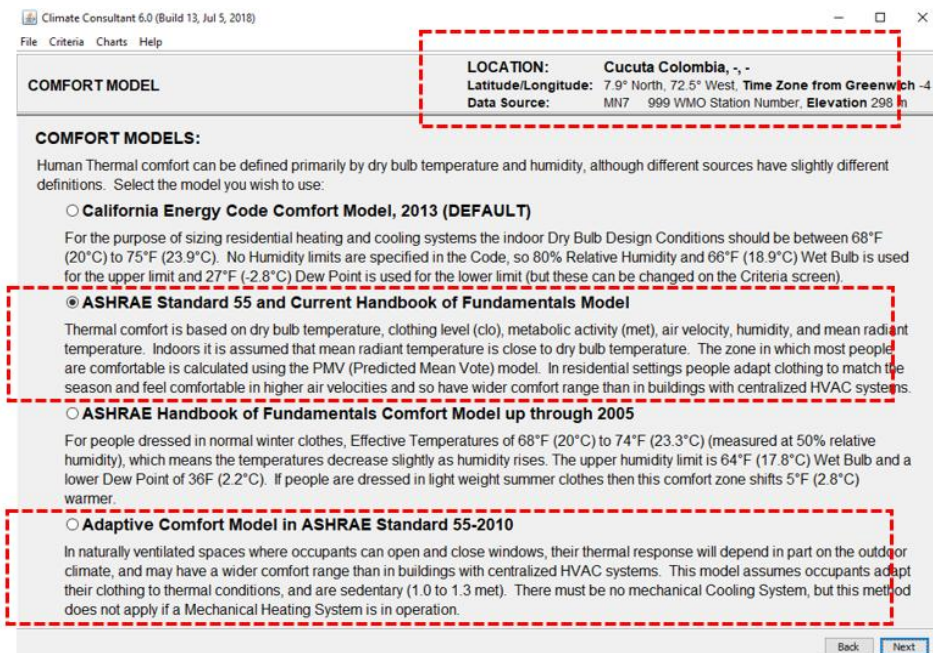 Climate Consultant 6.0 (Build 13, Jul 5, 2018)
File Criteria Charts Help
COMFORT MODEL
LOCATION: Cucuta Colombia, -, -
Latitude/Longitude: 7.9° North, 72.5° West, Time Zone from Greenwich -4
Data Source: MN7 999 WMO Station Number, Elevation 298 m
COMFORT MODELS:
Human Thermal comfort can be defined primarily by dry bulb temperature and humidity, although different sources have slightly different
definitions. Select the model you wish to use:
California Energy Code Comfort Model, 2013 (DEFAULT)
For the purpose of sizing residential heating and cooling systems the indoor Dry Bulb Design Conditions should be between 68°F
(20°C) to 75°F (23.9°C). No Humidity limits are specified in the Code, so 80% Relative Humidity and 66°F (18.9°C) Wet Bulb is used
for the upper limit and 27°F (-2.8°C) Dew Point is used for the lower limit (but these can be changed on the Criteria screen).
ASHRAE Standard 55 and Current Handbook of Fundamentals Model
Thermal comfort is based on dry bulb temperature, clothing level (clo), metabolic activity (met), air velocity, humidity, and mean radiant
temperature. Indoors it is assumed that mean radiant temperature is close to dry bulb temperature. The zone in which most people
are comfortable is calculated using the PMV (Predicted Mean Vote) model. In residential settings people adapt clothing to match the
season and feel comfortable in higher air velocities and so have wider comfort range than in buildings with centralized HVAC systems.
ASHRAE Handbook of Fundamentals Comfort Model up through 2005
For people dressed in normal winter clothes, Effective Temperatures of 68°F (20°C) to 74°F (23.3°C) (measured at 50% relative
humidity), which means the temperatures decrease slightly as humidity rises. The upper humidity limit is 64°F (17.8°C) Wet Bulb and a
lower Dew Point of 36F (2.2°C). If people are dressed in light weight summer clothes then this comfort zone shifts 5°F (2.8°C)
warmer.
Adaptive Comfort Model in ASHRAE Standard 55-2010
In naturally ventilated spaces where occupants can open and close windows, their thermal response will depend in part on the outdoor
climate, and may have a wider comfort range than in buildings with centralized HVAC systems. This model assumes occupants adapt
their clothing to thermal conditions, and are sedentary (1.0 to 1.3 met). There must be no mechanical Cooling System, but this method
does not apply if a Mechanical Heating System is in operation.
Back Next